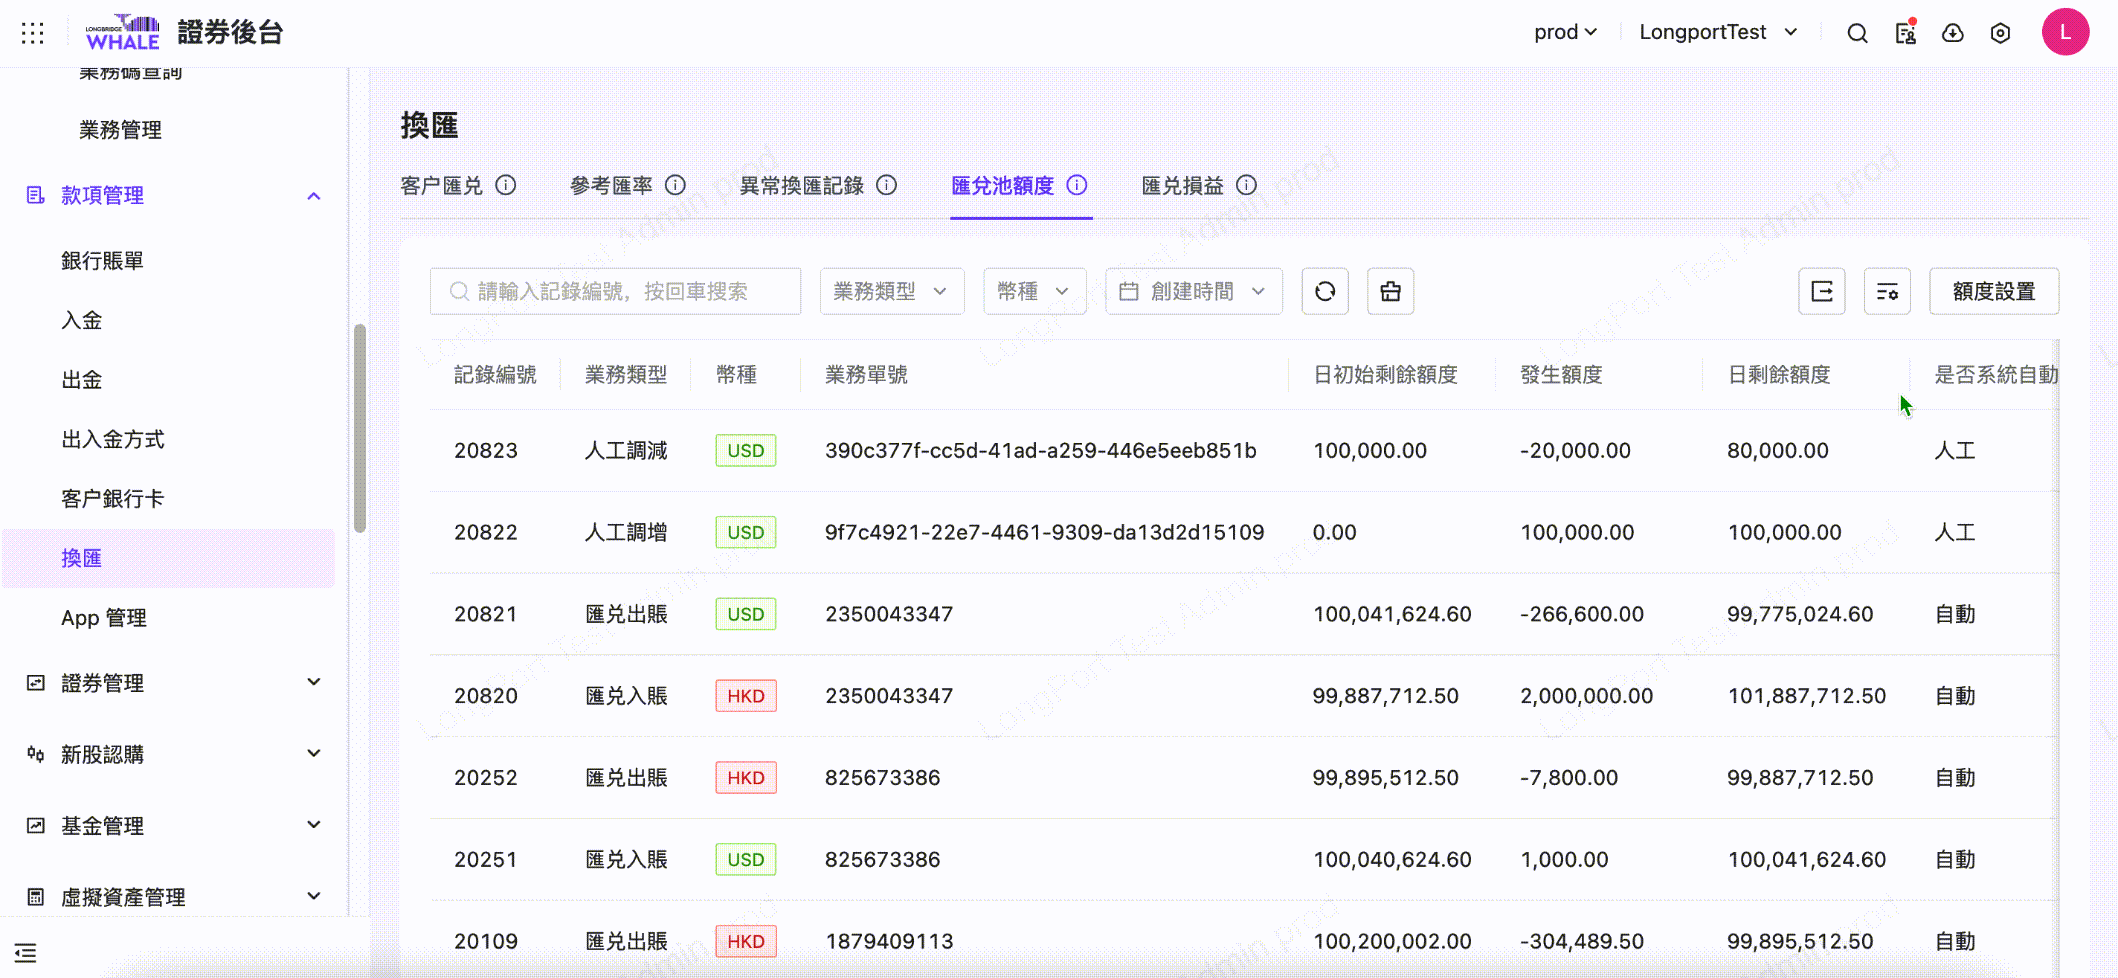 LONGBRIDGE
WHALE
證券後台
prod
LongportTest
L
業務碼查詢
業務管理
款項管理
銀行賬單
入金
出金
出入金方式
客户銀行卡
換匯
App 管理
證券管理
新股認購
基金管理
虛擬資產管理
換匯
客户匯兑 參考匯率 異常換匯記錄 匯兌池額度 匯兑損益
請輸入記錄編號，按回車搜索 業務類型 幣種 創建時間 額度設置
記錄編號 業務類型 幣種 業務單號 日初始剩餘額度 發生額度 日剩餘額度 是否系統自動
20823 人工調減 USD 390c377f-cc5d-41ad-a259-446e5eeb851b 100,000.00 -20,000.00 80,000.00 人工
20822 人工調增 USD 9f7c4921-22e7-4461-9309-da13d2d15109 0.00 100,000.00 100,000.00 人工
20821 匯兑出賬 USD 2350043347 100,041,624.60 -266,600.00 99,775,024.60 自動
20820 匯兑入賬 HKD 2350043347 99,887,712.50 2,000,000.00 101,887,712.50 自動
20252 匯兑出賬 HKD 825673386 99,895,512.50 -7,800.00 99,887,712.50 自動
20251 匯兑入賬 USD 825673386 100,040,624.60 1,000.00 100,041,624.60 自動
20109 匯兑出賬 HKD 1879409113 100,200,002.00 -304,489.50 99,895,512.50 自動
LongPort Test Admin prod